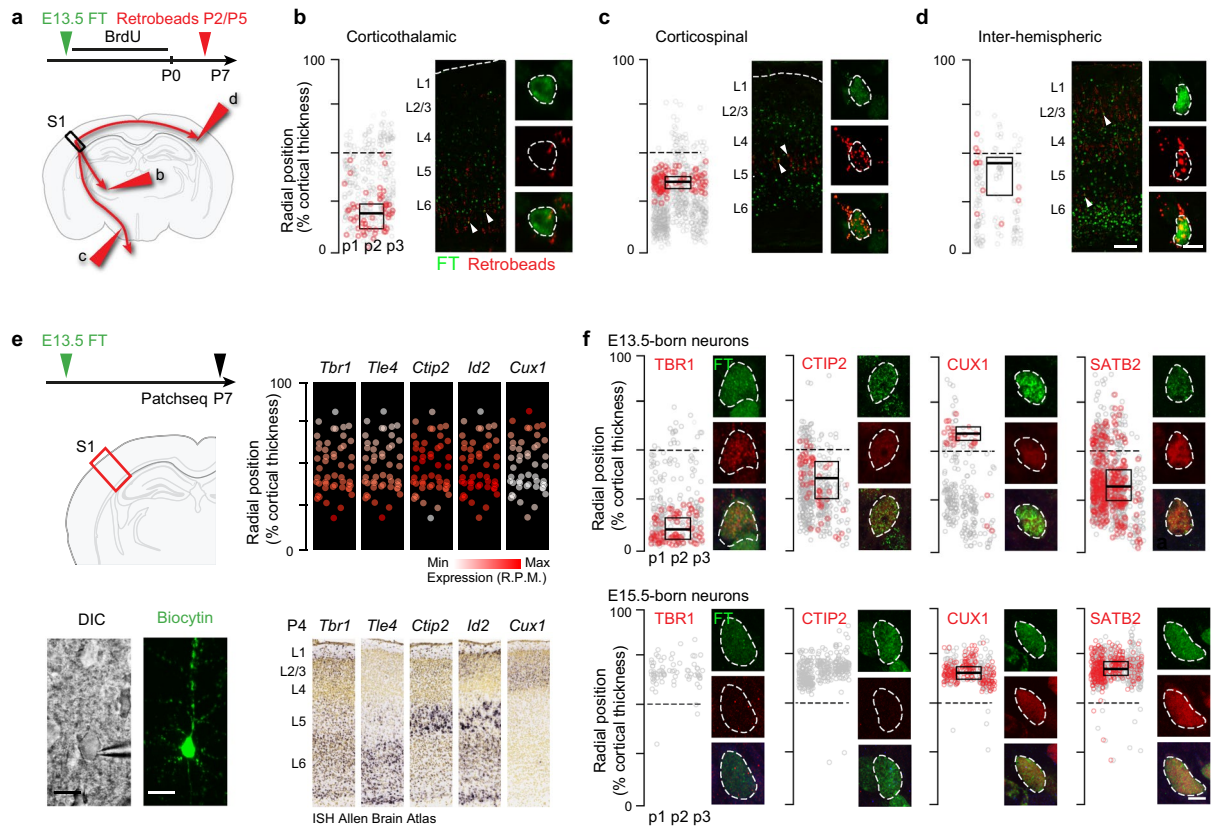 a
E13.5 FT Retrobeads P2/P5
BrdU
P0 P7
S1
d
b
c
b
Corticothalamic
Radial position
(% cortical thickness)
100
0
p1 p2 p3
L1
L2/3
L4
L5
L6
FT Retrobeads
c
Corticospinal
100
0
L1
L2/3
L4
L5
L6
d
Inter-hemispheric
100
0
L1
L2/3
L4
L5
L6
e
E13.5 FT
Patchseq P7
S1
DIC
Biocytin
Tbr1 Tle4 Ctip2 Id2 Cux1
Radial position
(% cortical thickness)
100
0
Min Max
Expression (R.P.M.)
P4 Tbr1 Tle4 Ctip2 Id2 Cux1
L1
L2/3
L4
L5
L6
ISH Allen Brain Atlas
f
E13.5-born neurons
TBR1 FT CTIP2 CUX1 SATB2
Radial position
(% cortical thickness)
100
0
p1 p2 p3
E15.5-born neurons
TBR1 FT CTIP2 CUX1 SATB2
Radial position
(% cortical thickness)
100
0
p1 p2 p3